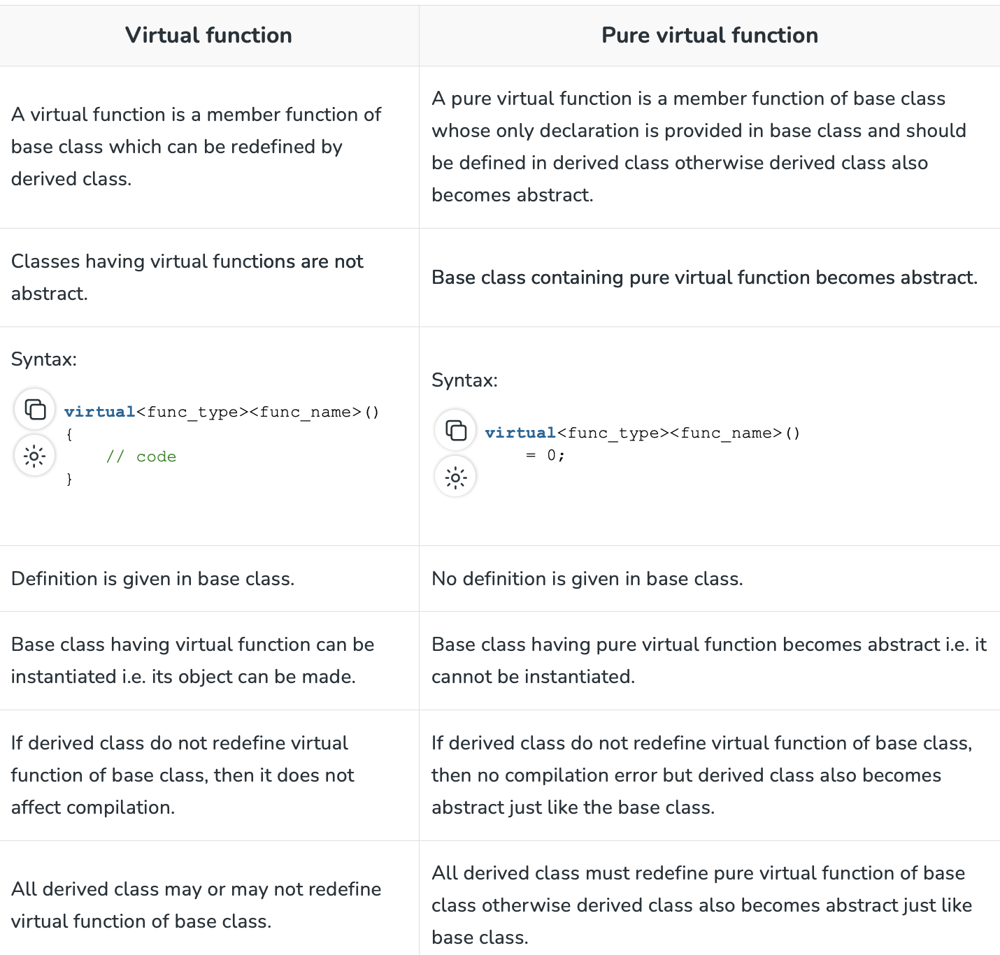 Virtual function
Pure virtual function
A virtual function is a member function of
base class which can be redefined by
derived class.
A pure virtual function is a member function of base class
whose only declaration is provided in base class and should
be defined in derived class otherwise derived class also
becomes abstract.
Classes having virtual functions are not
abstract.
Base class containing pure virtual function becomes abstract.
Syntax:
virtual<func_type><func_name>()
{
    // code
}
Syntax:
virtual<func_type><func_name>()
    = 0;
Definition is given in base class.
No definition is given in base class.
Base class having virtual function can be
instantiated i.e. its object can be made.
Base class having pure virtual function becomes abstract i.e. it
cannot be instantiated.
If derived class do not redefine virtual
function of base class, then it does not
affect compilation.
If derived class do not redefine virtual function of base class,
then no compilation error but derived class also becomes
abstract just like the base class.
All derived class may or may not redefine
virtual function of base class.
All derived class must redefine pure virtual function of base
class otherwise derived class also becomes abstract just like
base class.